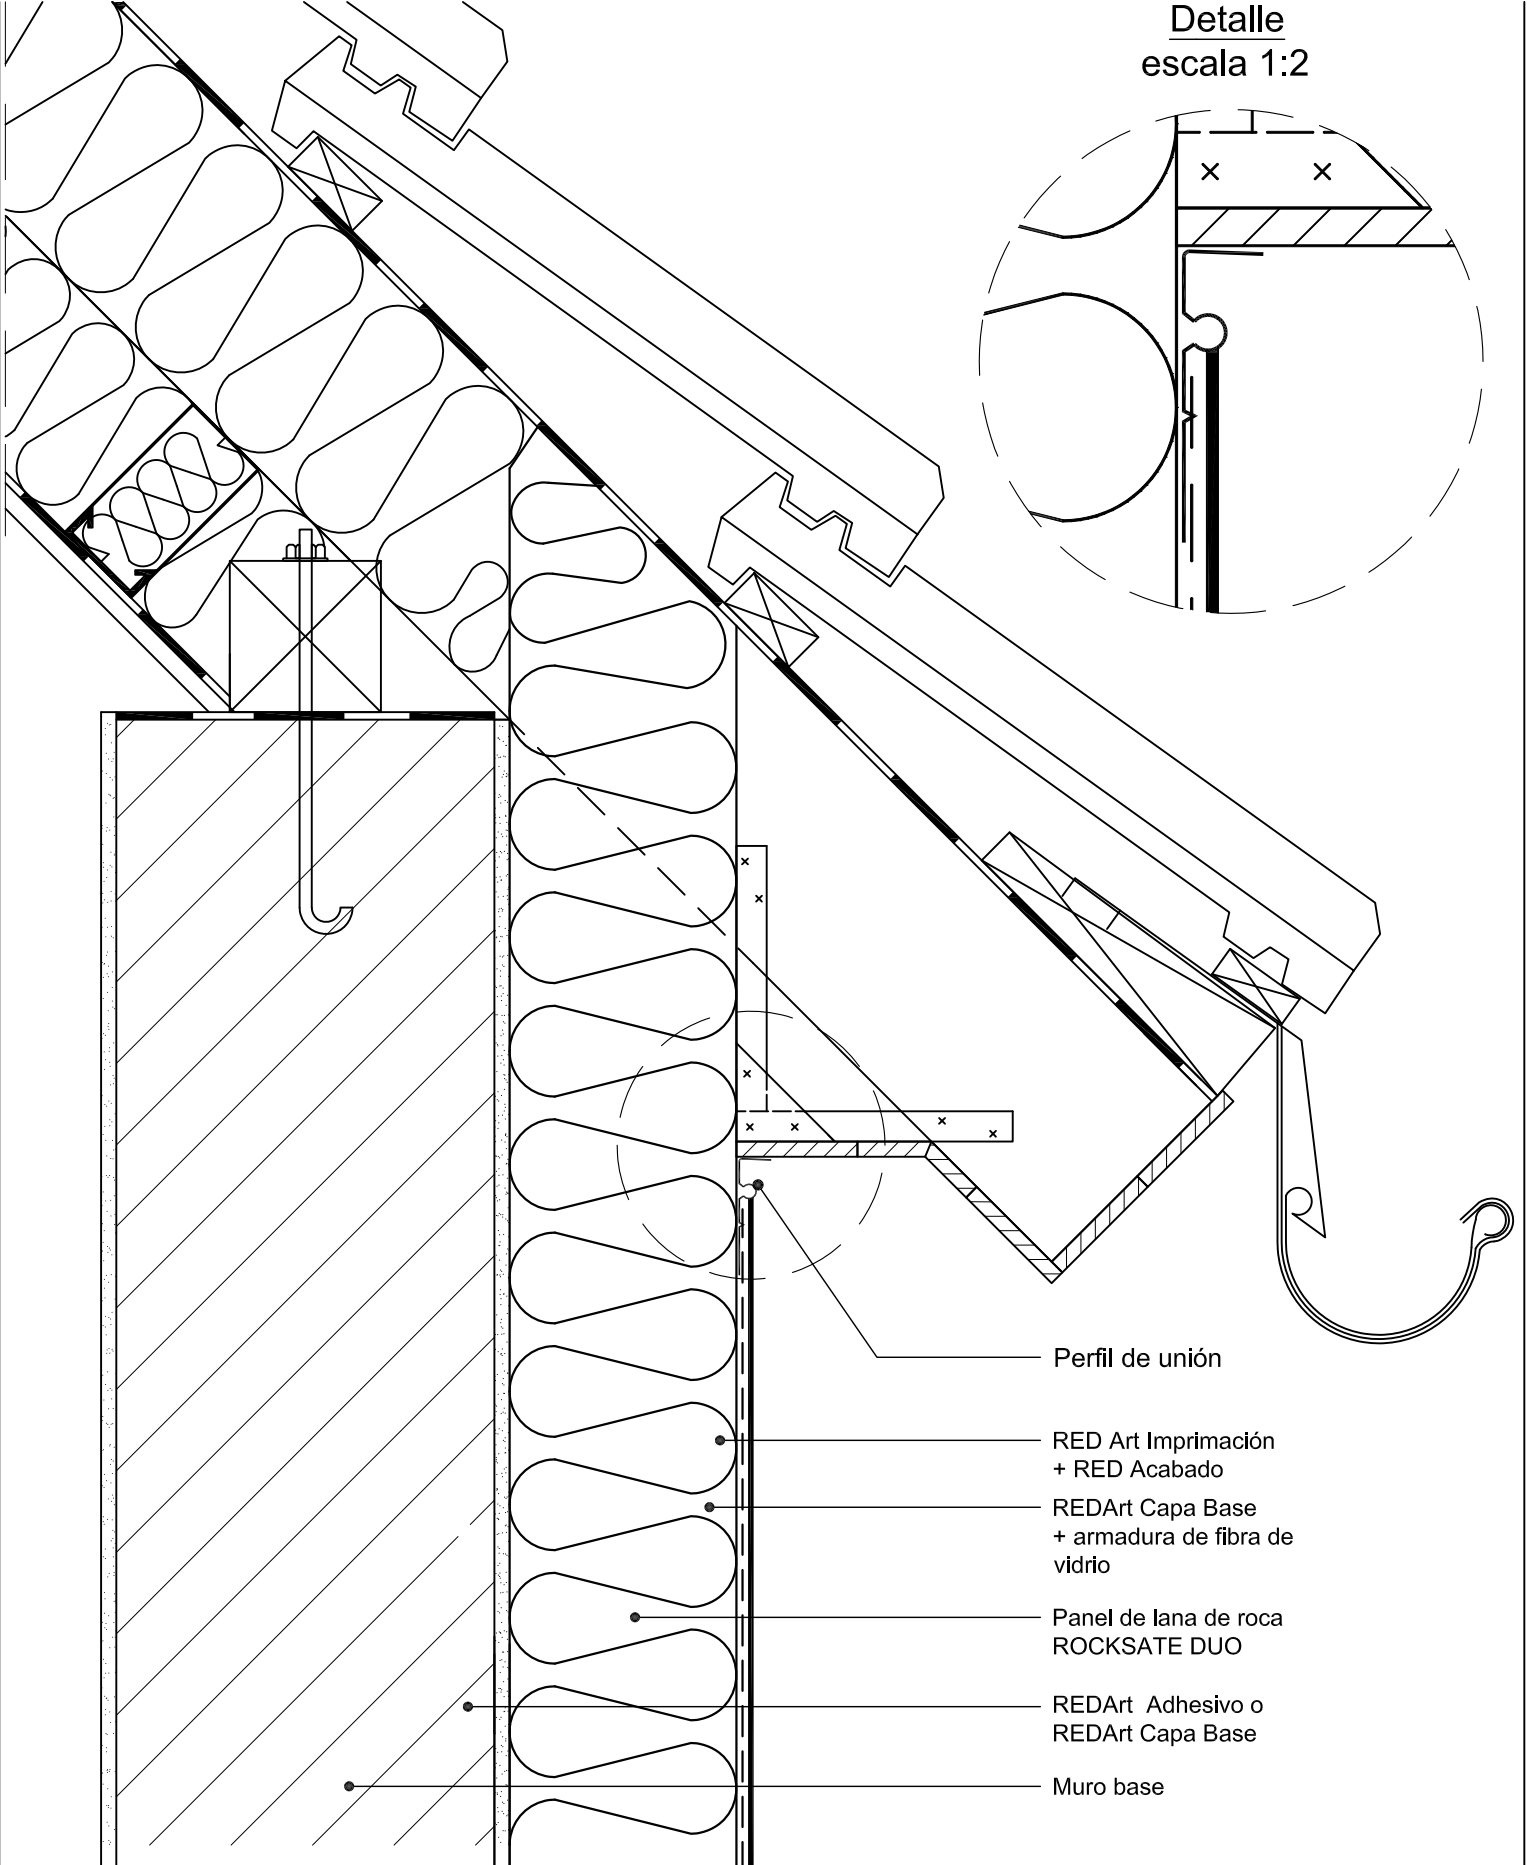 Detalle
escala 1:2
Perfil de unión
RED Art Imprimación
+ RED Acabado
REDArt Capa Base
+ armadura de fibra de
vidrio
Panel de lana de roca
ROCKSATE DUO
REDArt Adhesivo o
REDArt Capa Base
Muro base